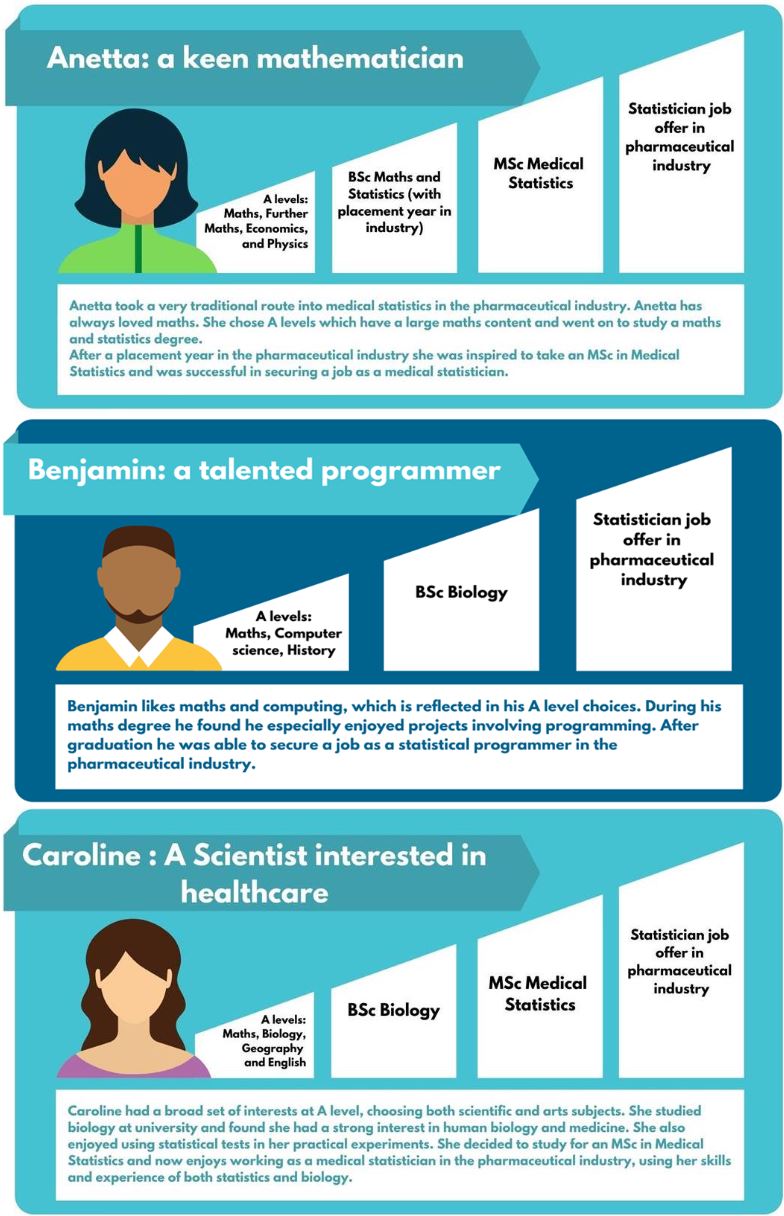 Anetta: a keen mathematician
A levels:
Maths, Further
Maths, Economics,
and Physics
BSc Maths and
Statistics (with
placement year in
industry)
MSc Medical
Statistics
Statistician job
offer in
pharmaceutical
industry
Anetta took a very traditional route into medical statistics in the pharmaceutical industry. Anetta has
always loved maths. She chose A levels which have a large maths content and went on to study a maths
and statistics degree.
After a placement year in the pharmaceutical industry she was inspired to take an MSc in Medical
Statistics and was successful in securing a job as a medical statistician.
Benjamin: a talented programmer
A levels:
Maths, Computer
science, History
BSc Biology
Statistician job
offer in
pharmaceutical
industry
Benjamin likes maths and computing, which is reflected in his A level choices. During his
maths degree he found he especially enjoyed projects involving programming. After
graduation he was able to secure a job as a statistical programmer in the
pharmaceutical industry.
Caroline : A Scientist interested in
healthcare
A levels:
Maths, Biology,
Geography
and English
BSc Biology
MSc Medical
Statistics
Statistician job
offer in
pharmaceutical
industry
Caroline had a broad set of interests at A level, choosing both scientific and arts subjects. She studied
biology at university and found she had a strong interest in human biology and medicine. She also
enjoyed using statistical tests in her practical experiments. She decided to study for an MSc in Medical
Statistics and now enjoys working as a medical statistician in the pharmaceutical industry, using her skills
and experience of both statistics and biology.